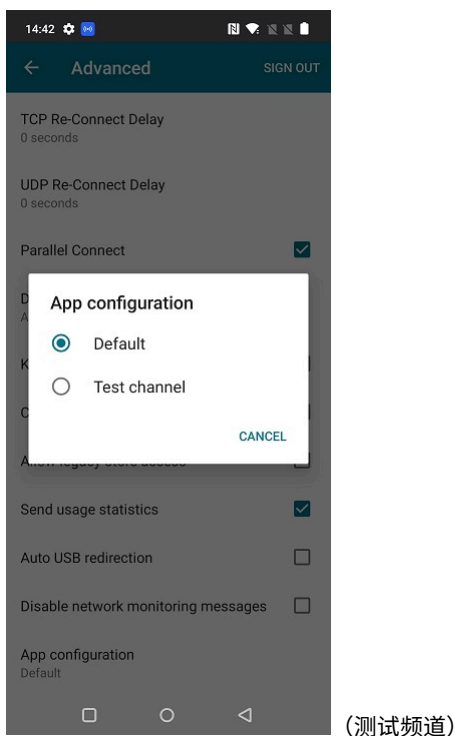 14:42
Advanced
SIGN OUT
TCP Re-Connect Delay
0 seconds
UDP Re-Connect Delay
0 seconds
Parallel Connect
D
A
App configuration
Default
K
Test channel
C
CANCEL
Send usage statistics
Auto USB redirection
Disable network monitoring messages
App configuration
Default
(测试频道)